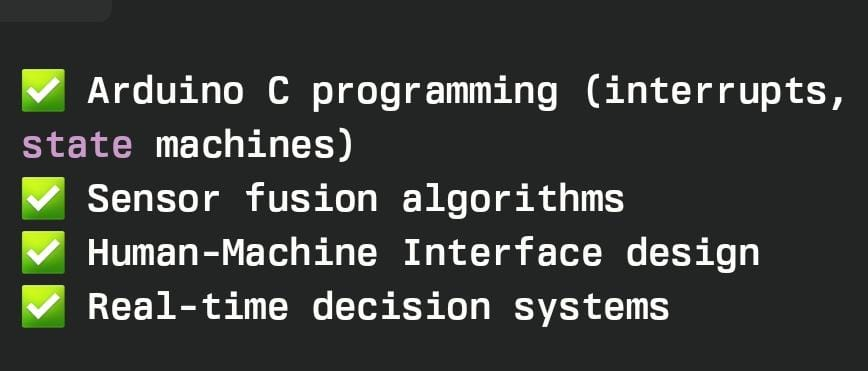 ✅ Arduino C programming (interrupts,
state machines)
✅ Sensor fusion algorithms
✅ Human-Machine Interface design
✅ Real-time decision systems